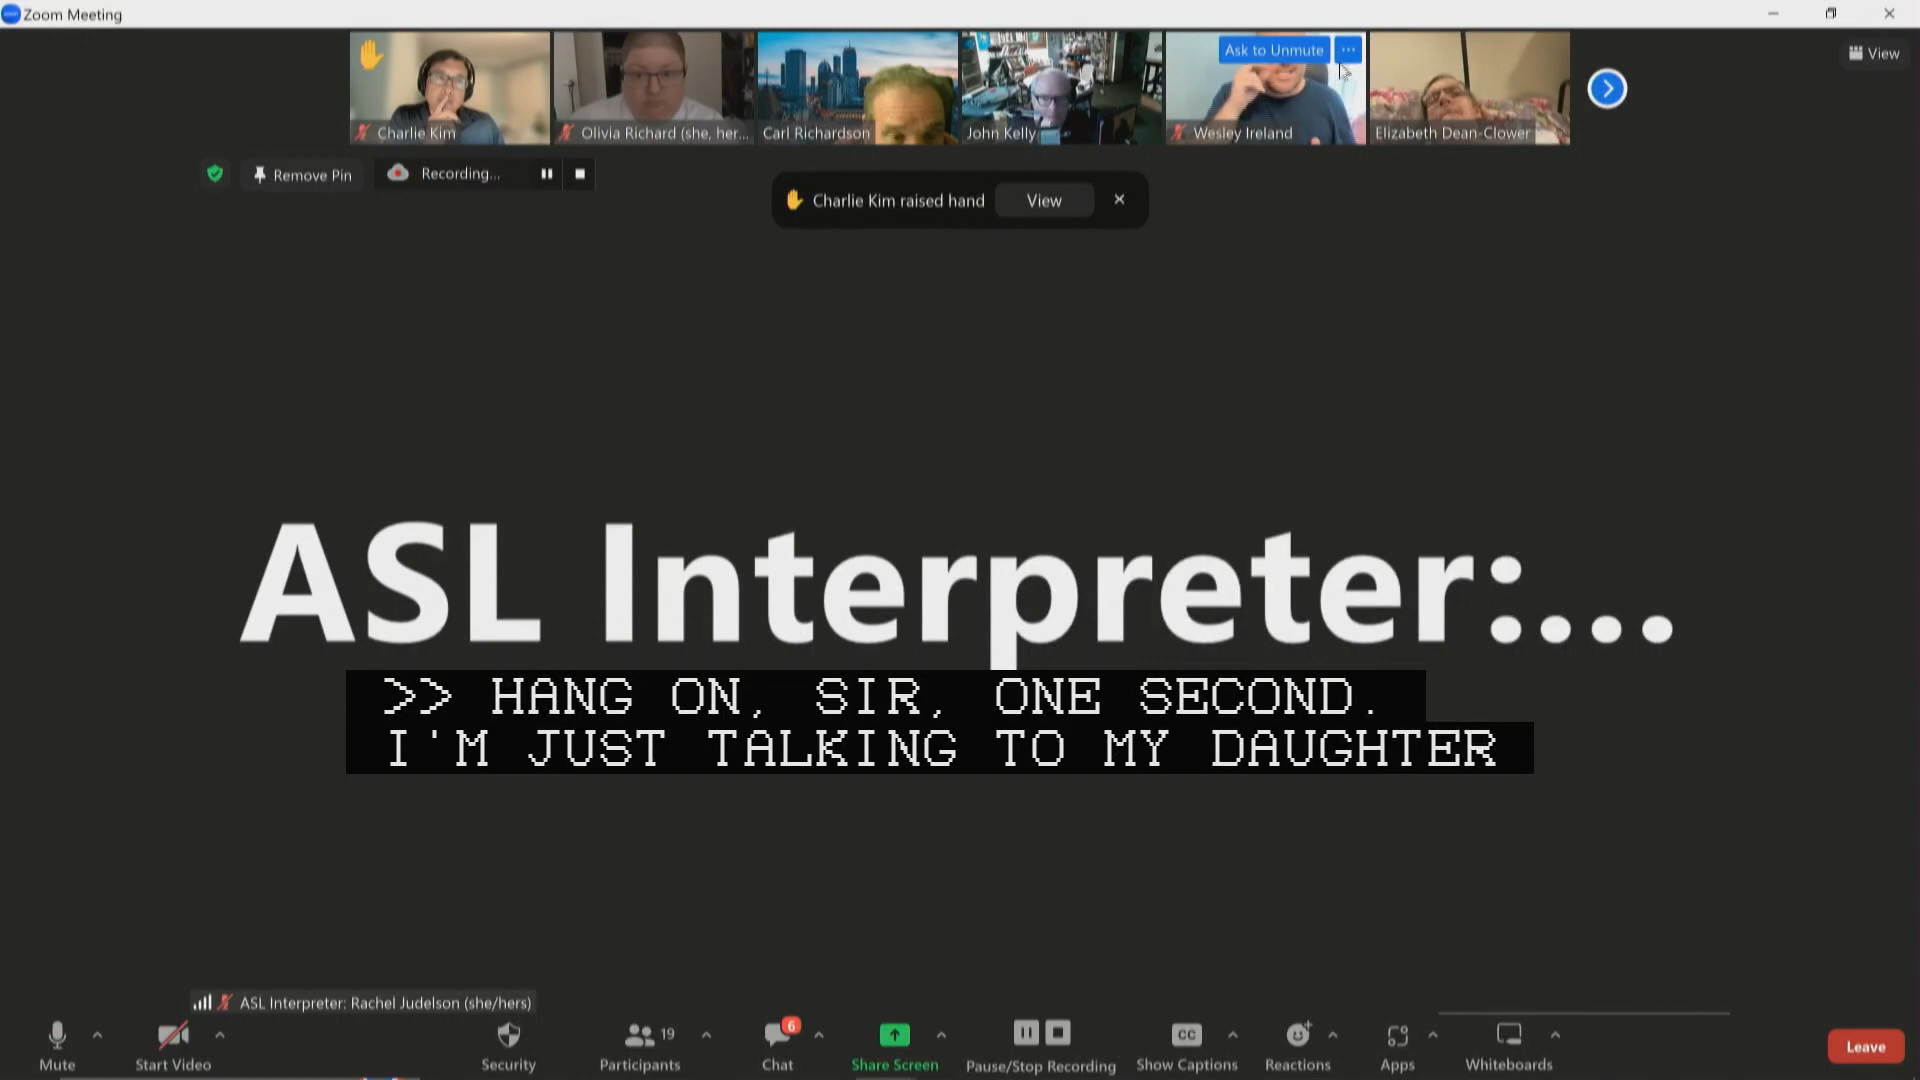 Zoom Meeting
Ask to Unmute
View
Charlie Kim
Olivia Richard (she, her...
Carl Richardson
John Kelly
Wesley Ireland
Elizabeth Dean-Clower
Remove Pin
Recording...
Charlie Kim raised hand
View
ASL Interpreter:...
>> HANG ON, SIR, ONE SECOND.
I'M JUST TALKING TO MY DAUGHTER
ASL Interpreter: Rachel Judelson (she/hers)
19
6
CC
Mute
Start Video
Security
Participants
Chat
Share Screen
Pause/Stop Recording
Show Captions
Reactions
Apps
Whiteboards
Leave